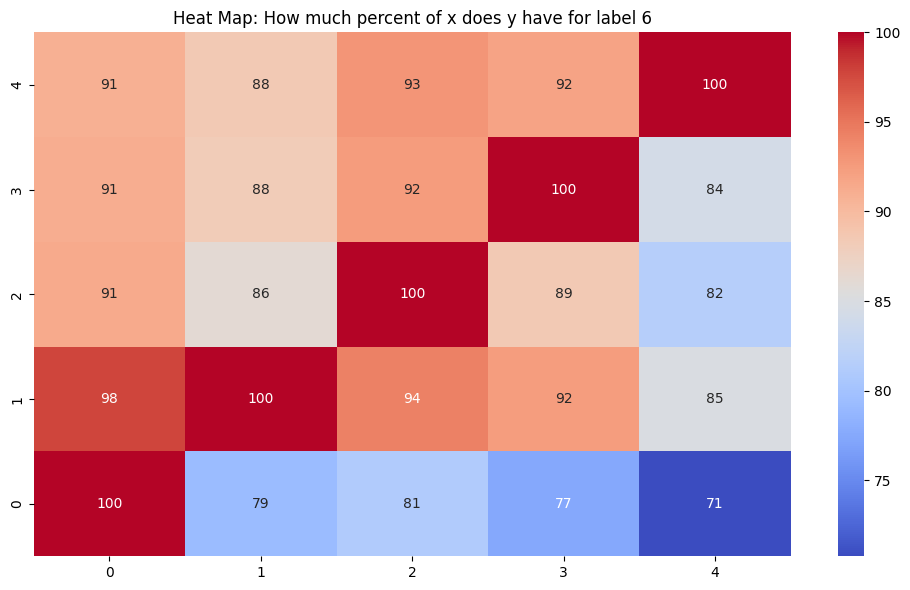 Heat Map: How much percent of x does y have for label 6
4 91 88 93 92 100
3 91 88 92 100 84
2 91 86 100 89 82
1 98 100 94 92 85
0 100 79 81 77 71
0 1 2 3 4
100
95
90
85
80
75